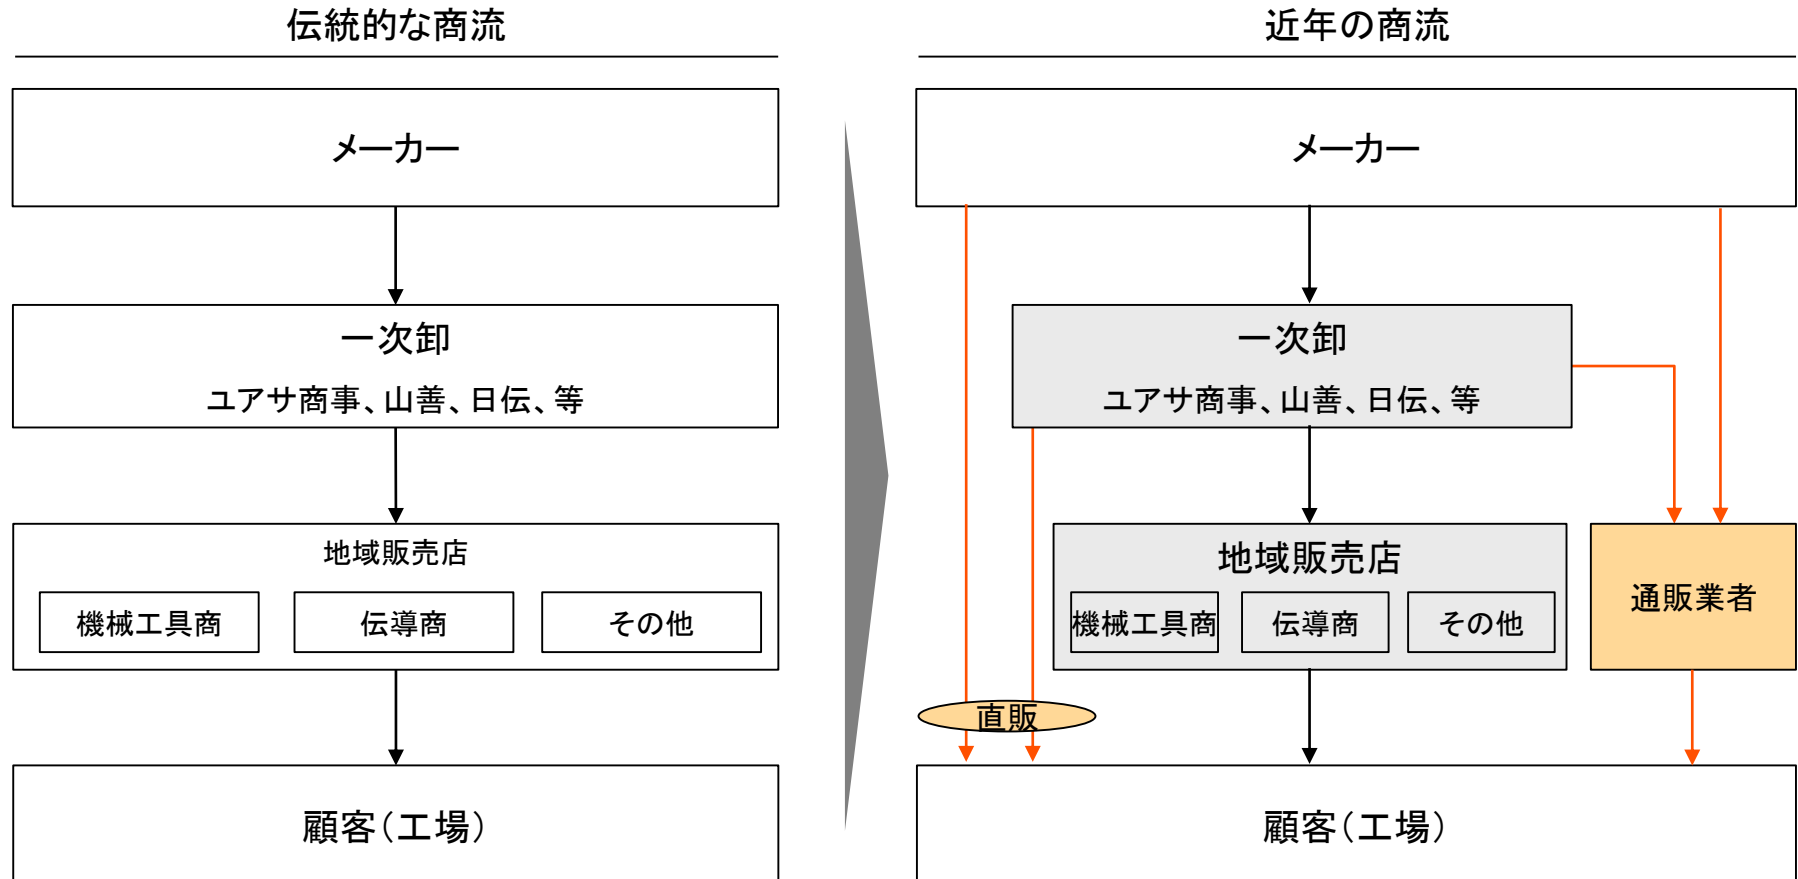 伝統的な商流
メーカー
一次卸
ユアサ商事、山善、日伝、等
地域販売店
機械工具商
伝導商
その他
顧客(工場)
近年の商流
メーカー
一次卸
ユアサ商事、山善、日伝、等
地域販売店
機械工具商
伝導商
その他
通販業者
直販
顧客(工場)